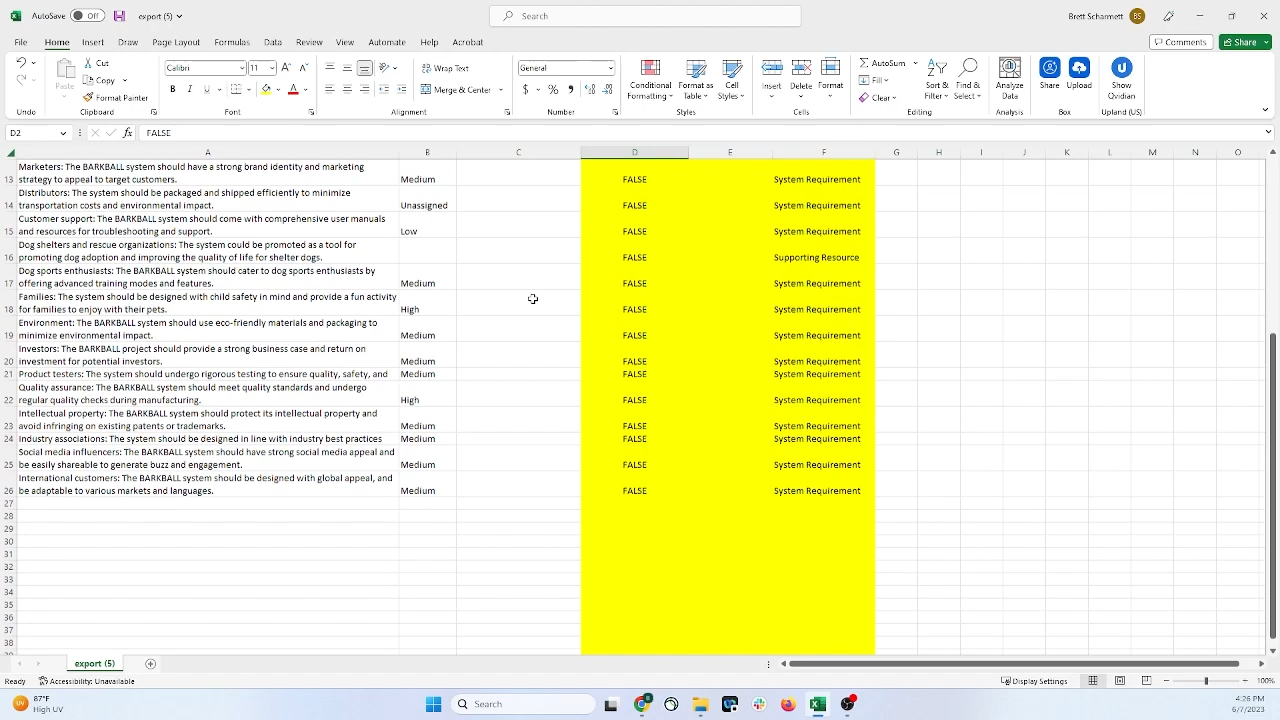 AutoSave Off export (5) Search Brett Scharnett BS
File Home Insert Draw Page Layout Formulas Data Review View Automate Help Acrobat Comments Share
Paste Cut Copy Format Painter
Calibri 11 A A B I U A
Wrap Text Merge & Center
General $ % 9
Conditional Formatting Format as Table Cell Styles
Insert Delete Format
AutoSum Fill Clear Sort & Filter Find & Select
Analyze Data Share Upload Show Qvidian
Undo Clipboard Font Alignment Number Styles Cells Editing Analysis Box Upland (US)
D2 fx FALSE
A B C D E F G H I J K L M N O
Marketers: The BARKBALL system should have a strong brand identity and marketing
13 strategy to appeal to target customers. Medium FALSE System Requirement
Distributors: The system should be packaged and shipped efficiently to minimize
14 transportation costs and environmental impact. Unassigned FALSE System Requirement
Customer support: The BARKBALL system should come with comprehensive user manuals
15 and resources for troubleshooting and support. Low FALSE System Requirement
Dog shelters and rescue organizations: The system could be promoted as a tool for
16 promoting dog adoption and improving the quality of life for shelter dogs. FALSE Supporting Resource
Dog sports enthusiasts: The BARKBALL system should cater to dog sports enthusiasts by
17 offering advanced training modes and features. Medium FALSE System Requirement
Families: The system should be designed with child safety in mind and provide a fun activity
18 for families to enjoy with their pets. High FALSE System Requirement
Environment: The BARKBALL system should use eco-friendly materials and packaging to
19 minimize environmental impact. Medium FALSE System Requirement
Investors: The BARKBALL project should provide a strong business case and return on
20 investment for potential investors. Medium FALSE System Requirement
21 Product testers: The system should undergo rigorous testing to ensure quality, safety, and Medium FALSE System Requirement
Quality assurance: The BARKBALL system should meet quality standards and undergo
22 regular quality checks during manufacturing. High FALSE System Requirement
Intellectual property: The BARKBALL system should protect its intellectual property and
23 avoid infringing on existing patents or trademarks. Medium FALSE System Requirement
24 Industry associations: The system should be designed in line with industry best practices Medium FALSE System Requirement
Social media influencers: The BARKBALL system should have strong social media appeal and
25 be easily shareable to generate buzz and engagement. Medium FALSE System Requirement
International customers: The BARKBALL system should be designed with global appeal, and
26 be adaptable to various markets and languages. Medium FALSE System Requirement
27
28
29
30
31
32
33
34
35
36
37
38
export (5)
Ready Accessibility: Unavailable Display Settings 100%
87°F
High UV
Search
4:26 PM
6/7/2023